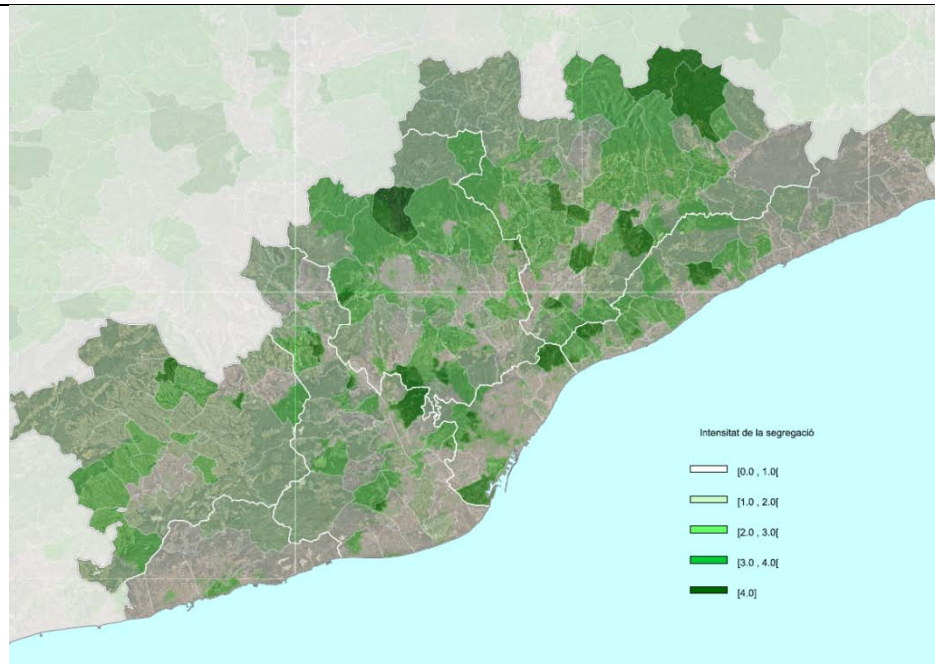 Intensitat de la segregació
[0.0 , 1.0[
[1.0 , 2.0[
[2.0 , 3.0[
[3.0 , 4.0[
[4.0]